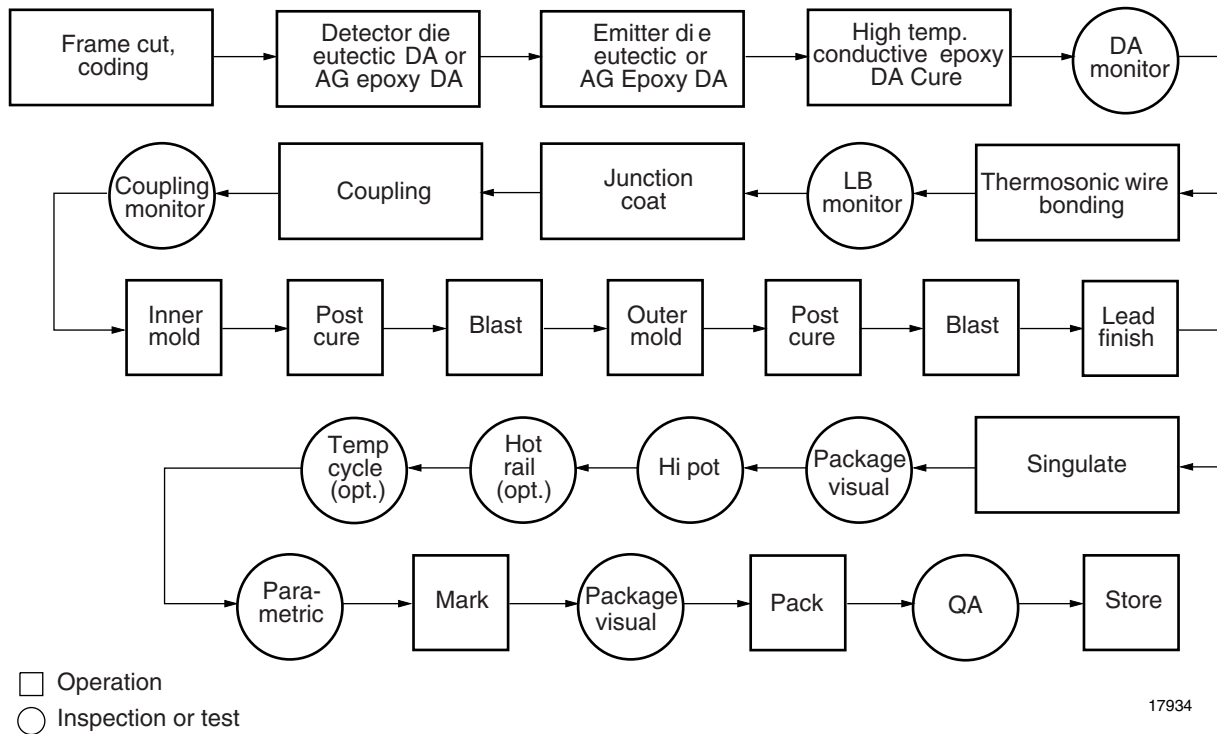 Frame cut,
coding
Detector die
eutectic DA or
AG epoxy DA
Emitter die
eutectic or
AG Epoxy DA
High temp.
conductive epoxy
DA Cure
DA
monitor
Thermosonic wire
bonding
LB
monitor
Junction
coat
Coupling
Coupling
monitor
Inner
mold
Post
cure
Blast
Outer
mold
Post
cure
Blast
Lead
finish
Singulate
Package
visual
Hi pot
Hot
rail
(opt.)
Temp
cycle
(opt.)
Para-
metric
Mark
Package
visual
Pack
QA
Store
Operation
Inspection or test
17934